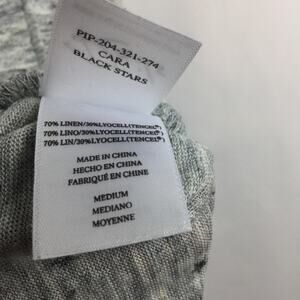 PIP-204-321-274
CARA
BLACK STARS
70% LINEN/30% LYOCELL(TENCEL®)
70% LINO/30% LYOCELL(TENCEL®)
70% LIN/30% LYOCELL(TENCEL®)
MADE IN CHINA
HECHO EN CHINA
FABRIQUÉ EN CHINE
MEDIUM
MEDIANO
MOYENNE